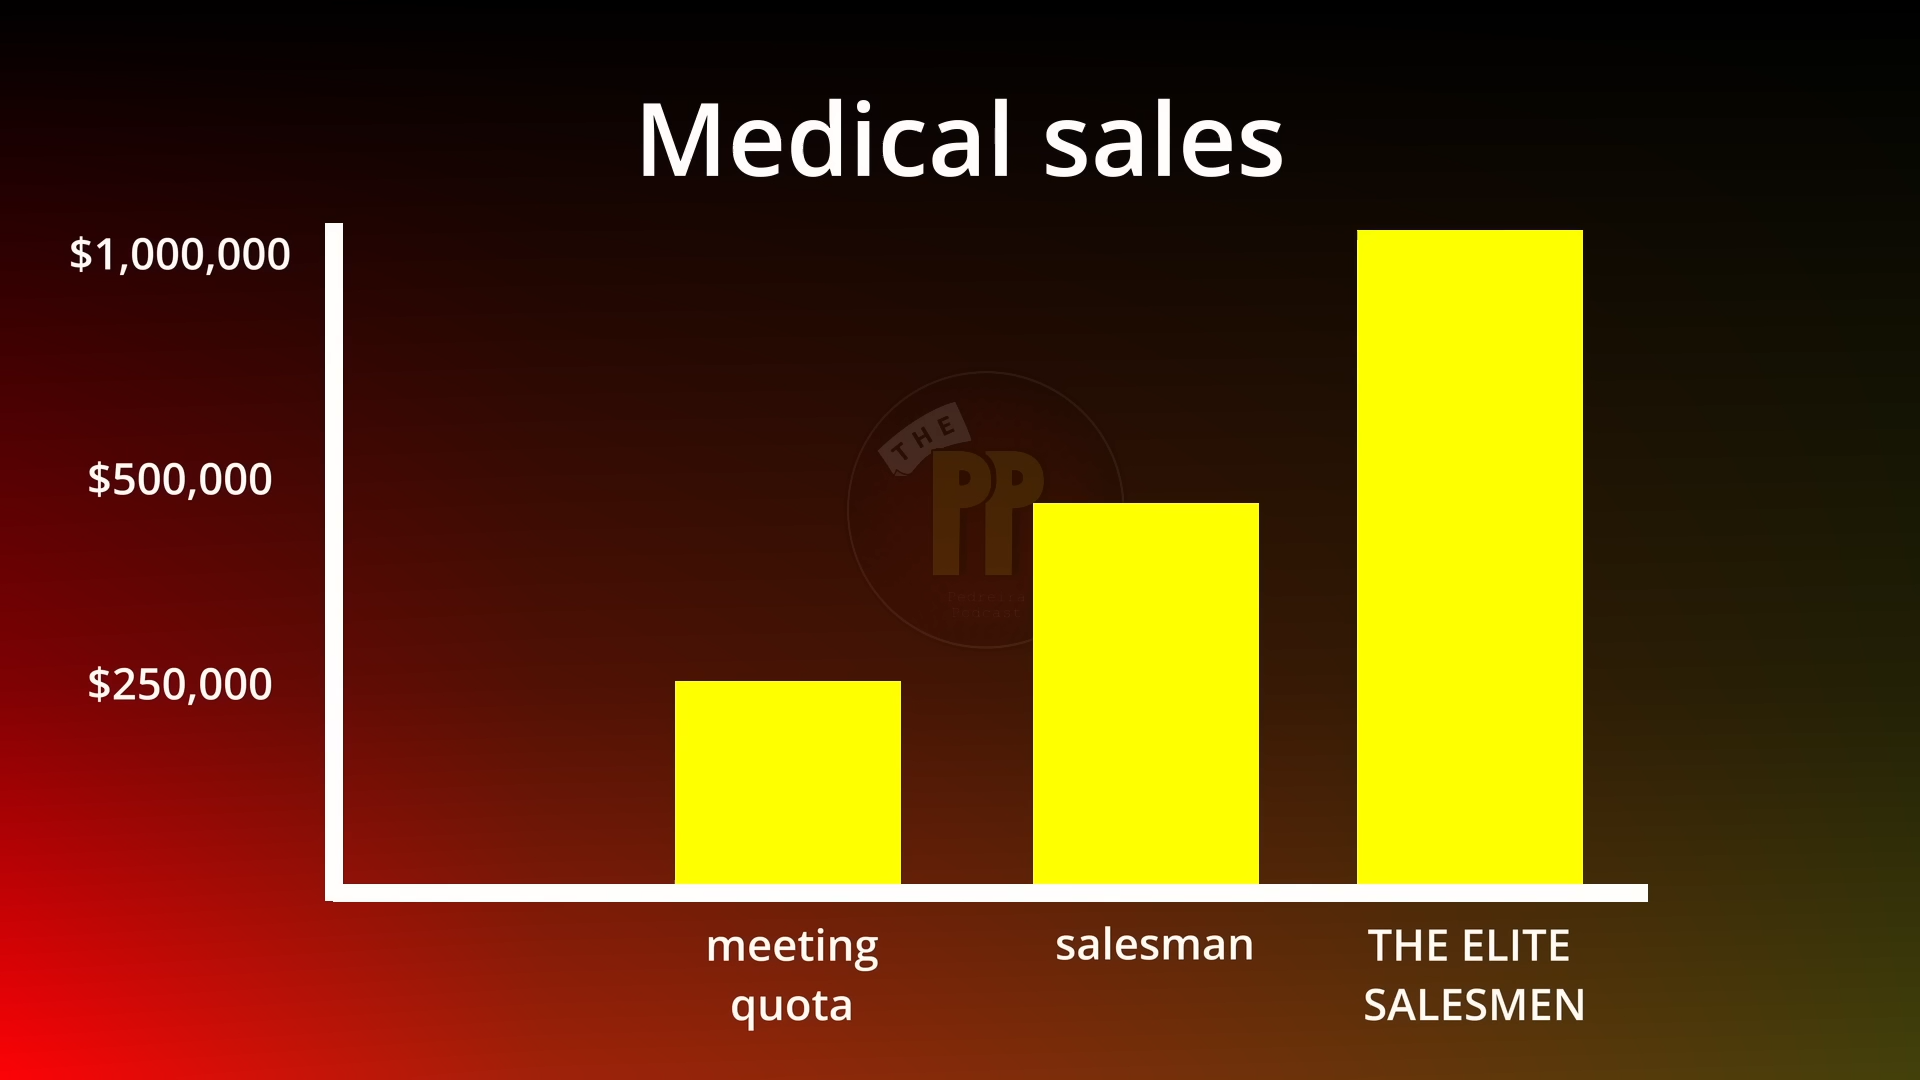 Medical sales
$1,000,000
$500,000
$250,000
THE
PP
meeting
quota
salesman
THE ELITE
SALESMEN